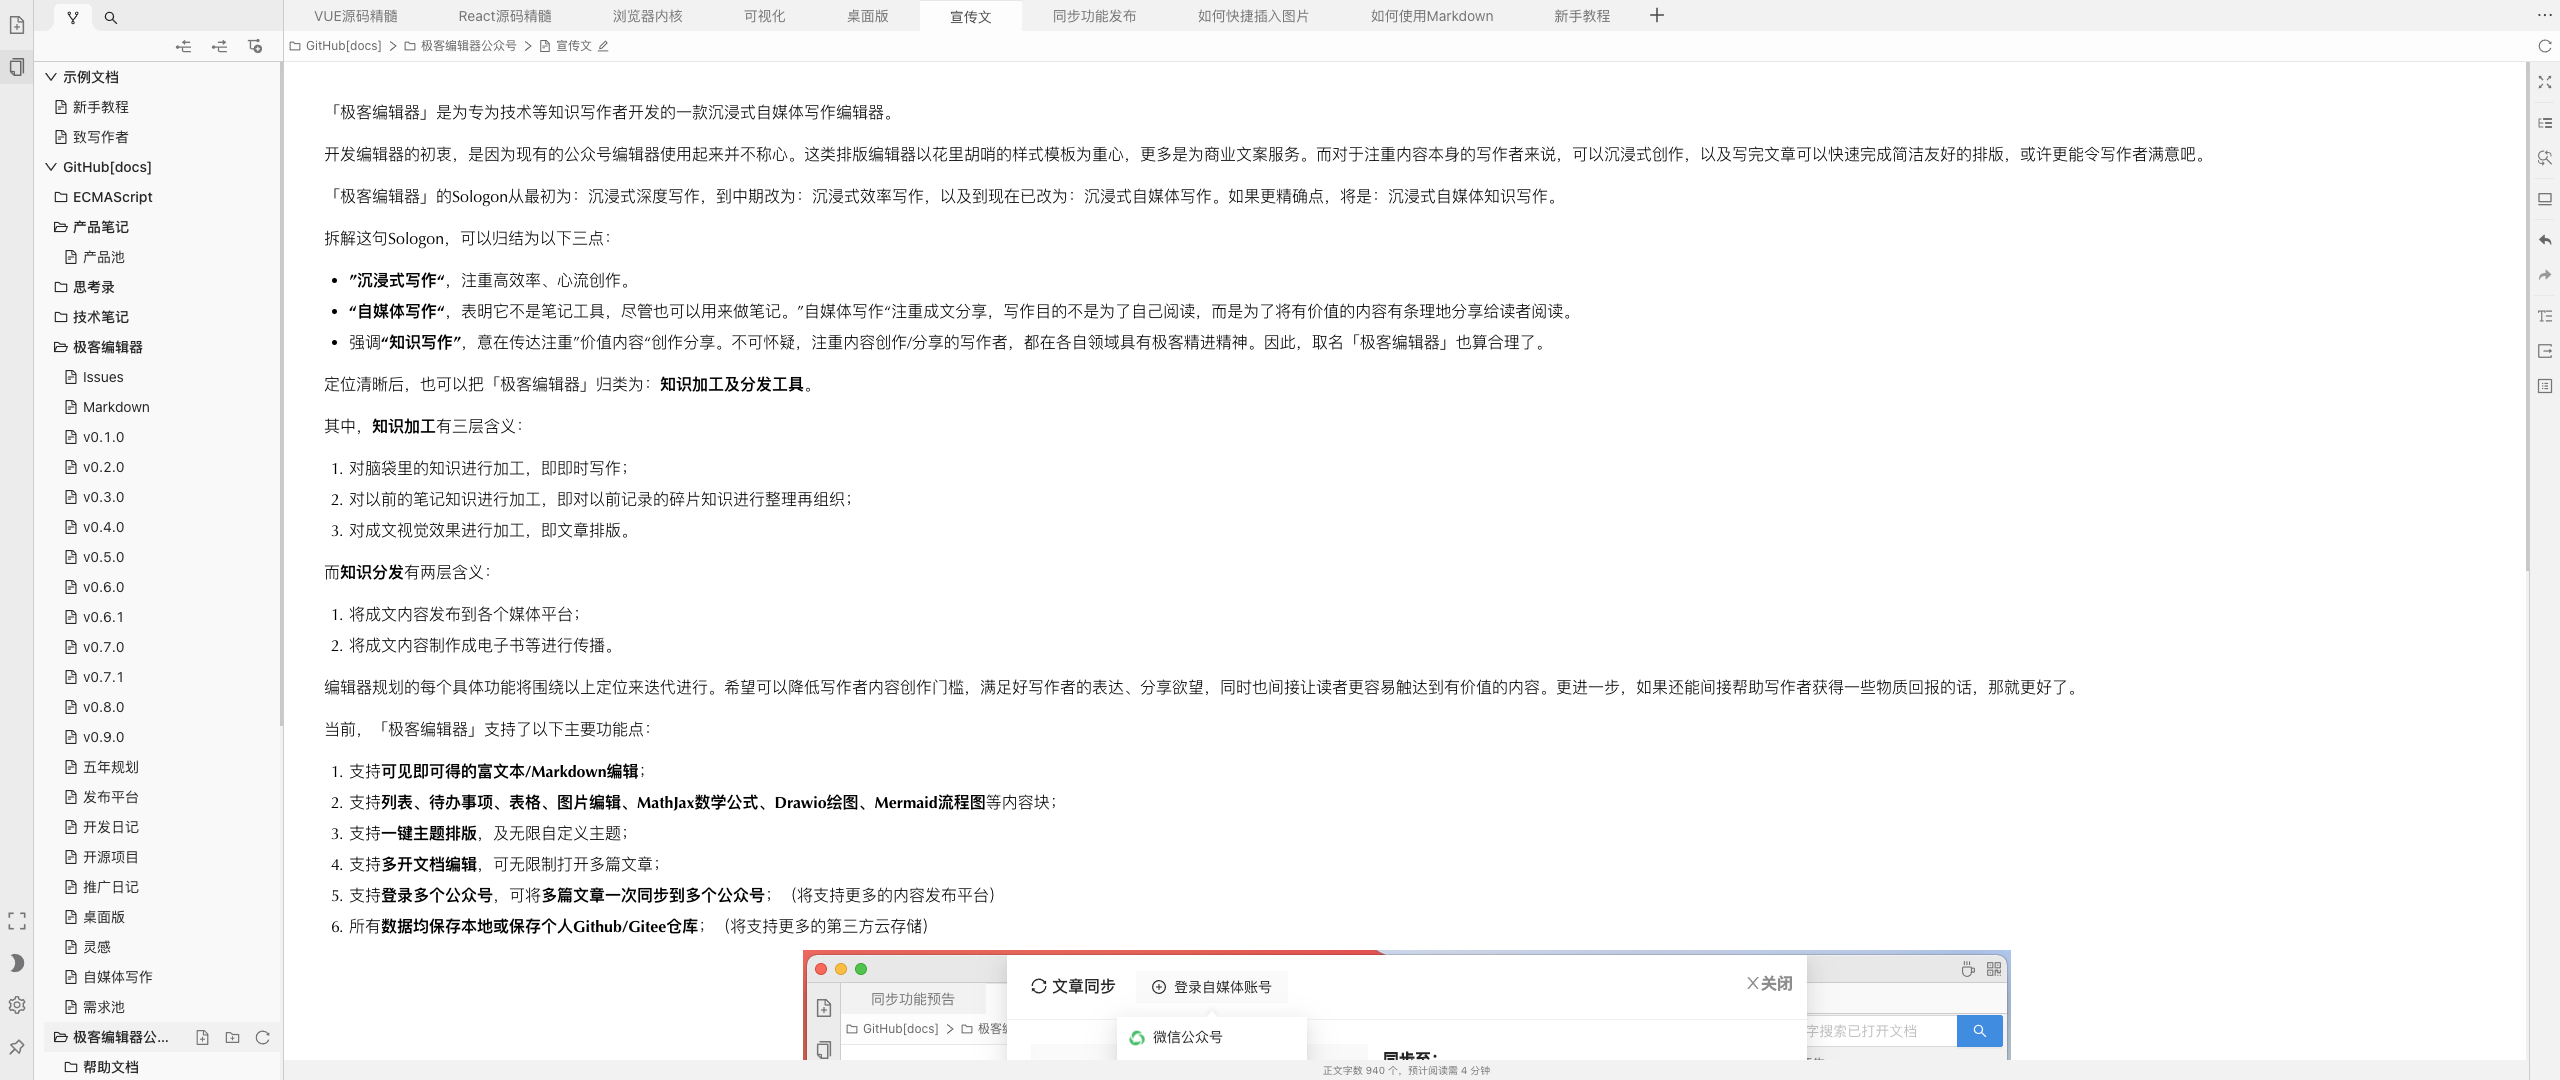 VUE源码精髓
React源码精髓
浏览器内核
可视化
桌面版
宣传文
同步功能发布
如何快捷插入图片
如何使用Markdown
新手教程
GitHub[docs] > 极客编辑器公众号 > 宣传文
示例文档
新手教程
致写作者
GitHub[docs]
ECMAScript
产品笔记
产品池
思考录
技术笔记
极客编辑器
Issues
Markdown
v0.1.0
v0.2.0
v0.3.0
v0.4.0
v0.5.0
v0.6.0
v0.6.1
v0.7.0
v0.7.1
v0.8.0
v0.9.0
五年规划
发布平台
开发日记
开源项目
推广日记
桌面版
灵感
自媒体写作
需求池
极客编辑器公...
帮助文档
「极客编辑器」是为专为技术等知识写作者开发的一款沉浸式自媒体写作编辑器。
开发编辑器的初衷，是因为现有的公众号编辑器使用起来并不称心。这类排版编辑器以花里胡哨的样式模板为重心，更多是为商业文案服务。而对于注重内容本身的写作者来说，可以沉浸式创作，以及写完文章可以快速完成简洁友好的排版，或许更能令写作者满意吧。
「极客编辑器」的Sologon从最初为：沉浸式深度写作，到中期改为：沉浸式效率写作，以及到现在已改为：沉浸式自媒体写作。如果更精确点，将是：沉浸式自媒体知识写作。
拆解这句Sologon，可以归结为以下三点：
• ”沉浸式写作“，注重高效率、心流创作。
• “自媒体写作“，表明它不是笔记工具，尽管也可以用来做笔记。”自媒体写作“注重成文分享，写作目的不是为了自己阅读，而是为了将有价值的内容有条理地分享给读者阅读。
• 强调“知识写作”，意在传达注重”价值内容“创作分享。不可怀疑，注重内容创作/分享的写作者，都在各自领域具有极客精进精神。因此，取名「极客编辑器」也算合理了。
定位清晰后，也可以把「极客编辑器」归类为：知识加工及分发工具。
其中，知识加工有三层含义：
1. 对脑袋里的知识进行加工，即即时写作；
2. 对以前的笔记知识进行加工，即对以前记录的碎片知识进行整理再组织；
3. 对成文视觉效果进行加工，即文章排版。
而知识分发有两层含义：
1. 将成文内容发布到各个媒体平台；
2. 将成文内容制作成电子书等进行传播。
编辑器规划的每个具体功能将围绕以上定位来迭代进行。希望可以降低写作者内容创作门槛，满足好写作者的表达、分享欲望，同时也间接让读者更容易触达到有价值的内容。更进一步，如果还能间接帮助写作者获得一些物质回报的话，那就更好了。
当前，「极客编辑器」支持了以下主要功能点：
1. 支持可见即可得的富文本/Markdown编辑；
2. 支持列表、待办事项、表格、图片编辑、MathJax数学公式、Drawio绘图、Mermaid流程图等内容块；
3. 支持一键主题排版，及无限自定义主题；
4. 支持多开文档编辑，可无限制打开多篇文章；
5. 支持登录多个公众号，可将多篇文章一次同步到多个公众号；（将支持更多的内容发布平台）
6. 所有数据均保存本地或保存个人Github/Gitee仓库；（将支持更多的第三方云存储）
文章同步
登录自媒体账号
关闭
同步功能预告
GitHub[docs] > 极客
微信公众号
字搜索已打开文档
同步至：
正文字数 940 个，预计阅读需 4 分钟